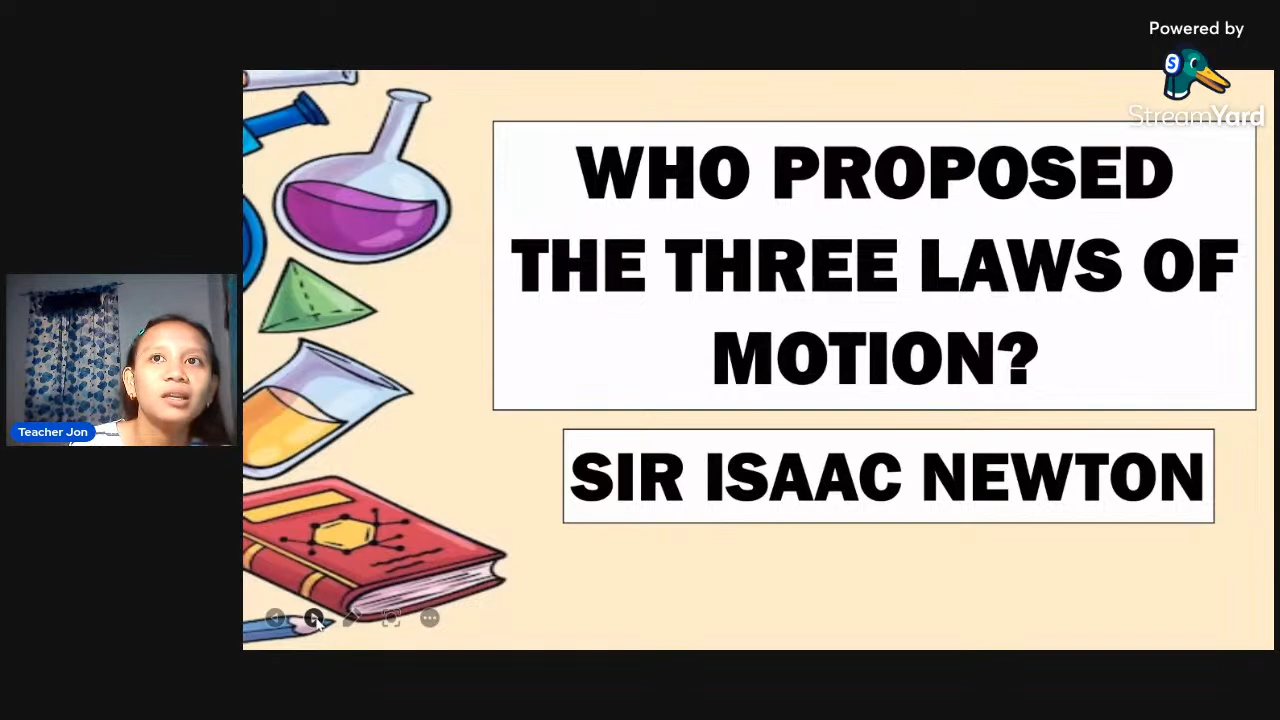 Powered by
StreamYard
WHO PROPOSED
THE THREE LAWS OF
MOTION?
SIR ISAAC NEWTON
Teacher Jon